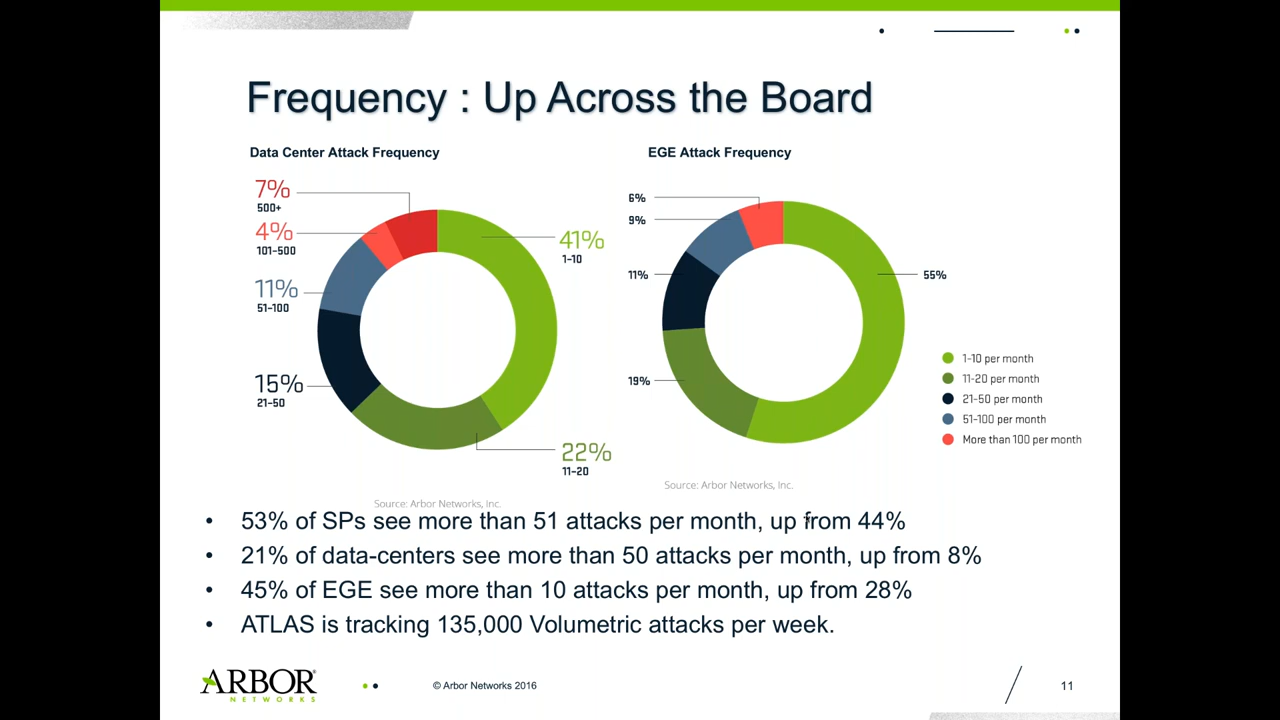 Frequency : Up Across the Board
Data Center Attack Frequency
7%
500+
4%
101–500
11%
51–100
15%
21–50
41%
1–10
22%
11–20
Source: Arbor Networks, Inc.
EGE Attack Frequency
6%
9%
11%
19%
55%
1-10 per month
11-20 per month
21-50 per month
51-100 per month
More than 100 per month
Source: Arbor Networks, Inc.
• 53% of SPs see more than 51 attacks per month, up from 44%
• 21% of data-centers see more than 50 attacks per month, up from 8%
• 45% of EGE see more than 10 attacks per month, up from 28%
• ATLAS is tracking 135,000 Volumetric attacks per week.
ARBOR®
NETWORKS
© Arbor Networks 2016
11